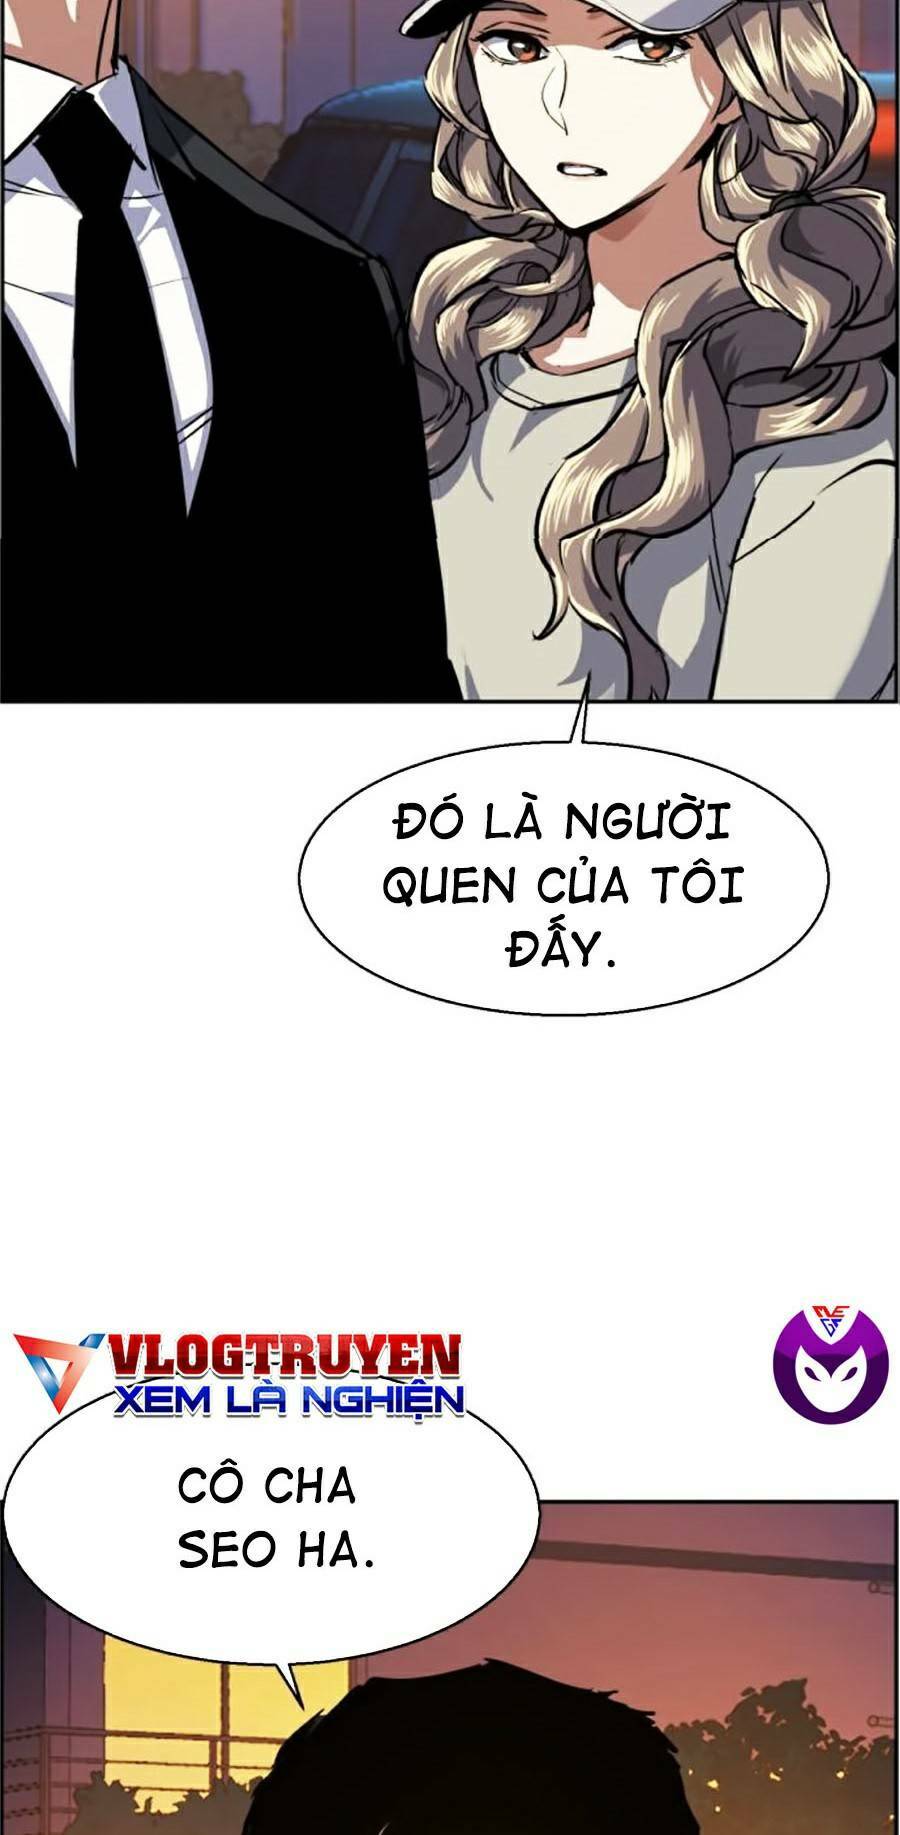 ĐÓ LÀ NGƯỜI
QUEN CỦA TÔI
ĐẤY.
VLOGTRUYEN
XEM LÀ NGHIỆN
CÔ CHA
SEO HA.